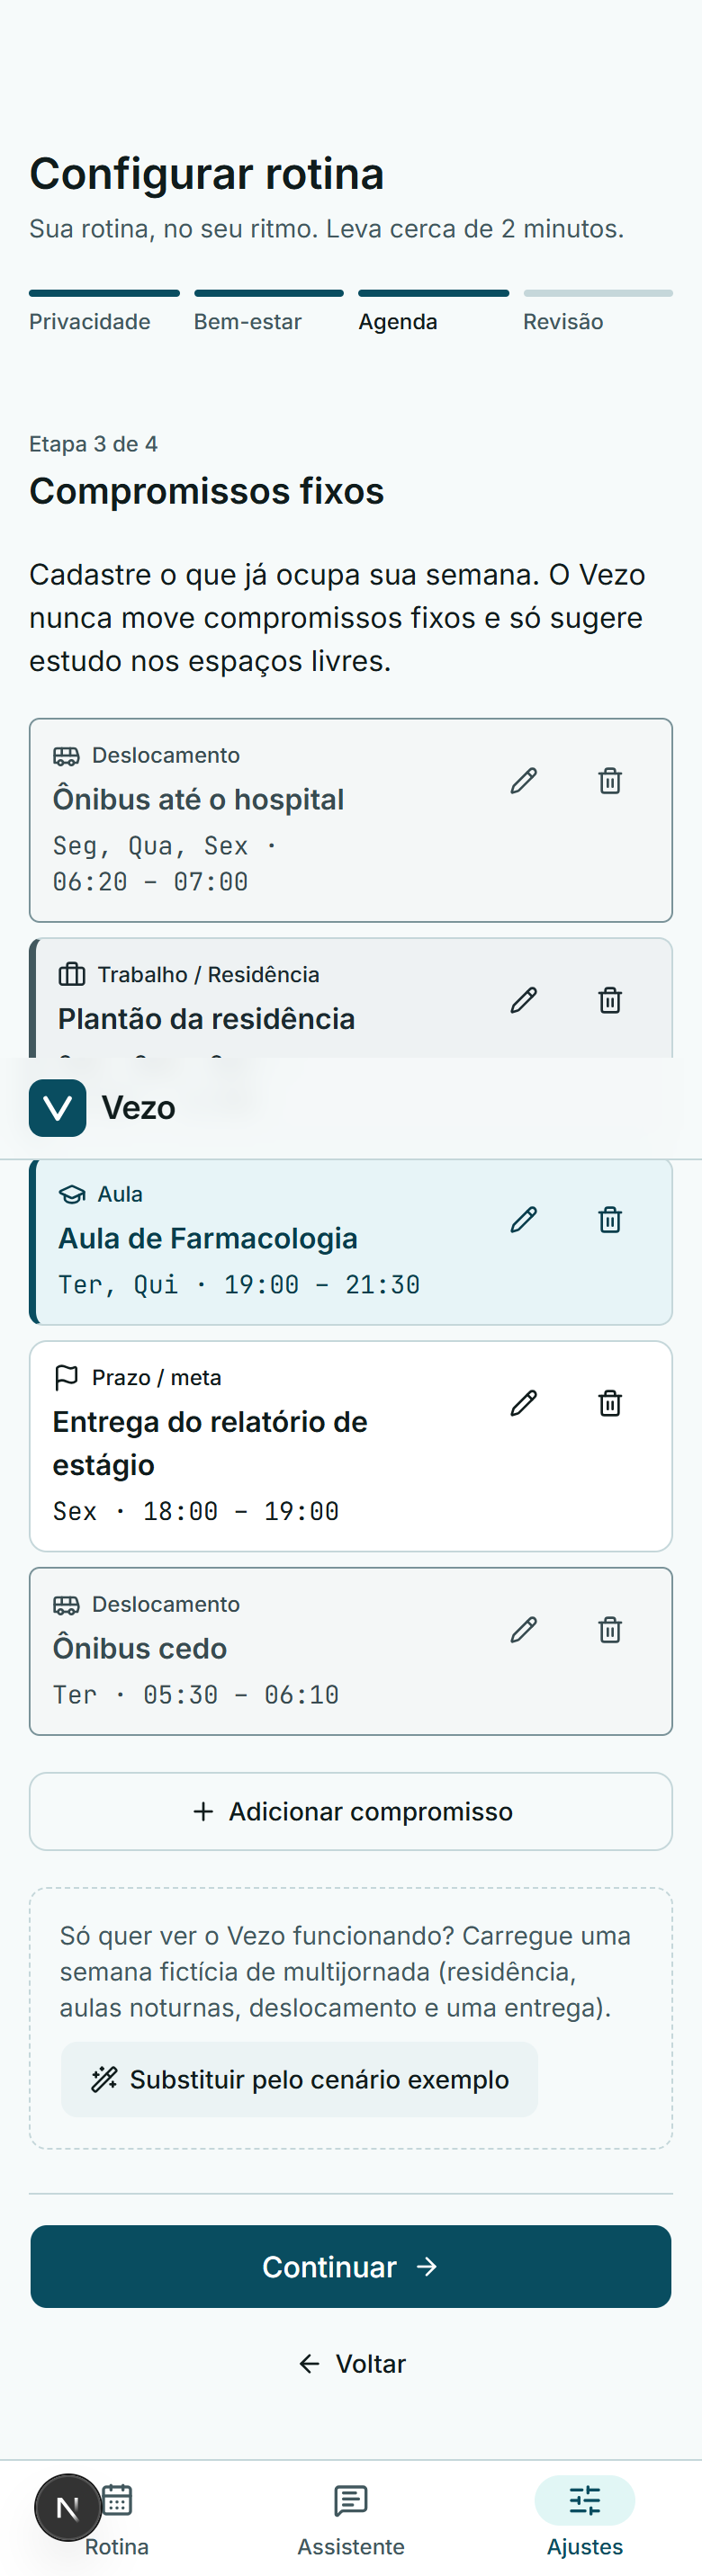 Configurar rotina
Sua rotina, no seu ritmo. Leva cerca de 2 minutos.
Privacidade
Bem-estar
Agenda
Revisão
Etapa 3 de 4
Compromissos fixos
Cadastre o que já ocupa sua semana. O Vezo
nunca move compromissos fixos e só sugere
estudo nos espaços livres.
Deslocamento
Ônibus até o hospital
Seg, Qua, Sex ·
06:20 – 07:00
Trabalho / Residência
Plantão da residência
Vezo
Aula
Aula de Farmacologia
Ter, Qui · 19:00 – 21:30
Prazo / meta
Entrega do relatório de
estágio
Sex · 18:00 – 19:00
Deslocamento
Ônibus cedo
Ter · 05:30 – 06:10
+ Adicionar compromisso
Só quer ver o Vezo funcionando? Carregue uma
semana fictícia de multijornada (residência,
aulas noturnas, deslocamento e uma entrega).
Substituir pelo cenário exemplo
Continuar →
← Voltar
N
Rotina
Assistente
Ajustes